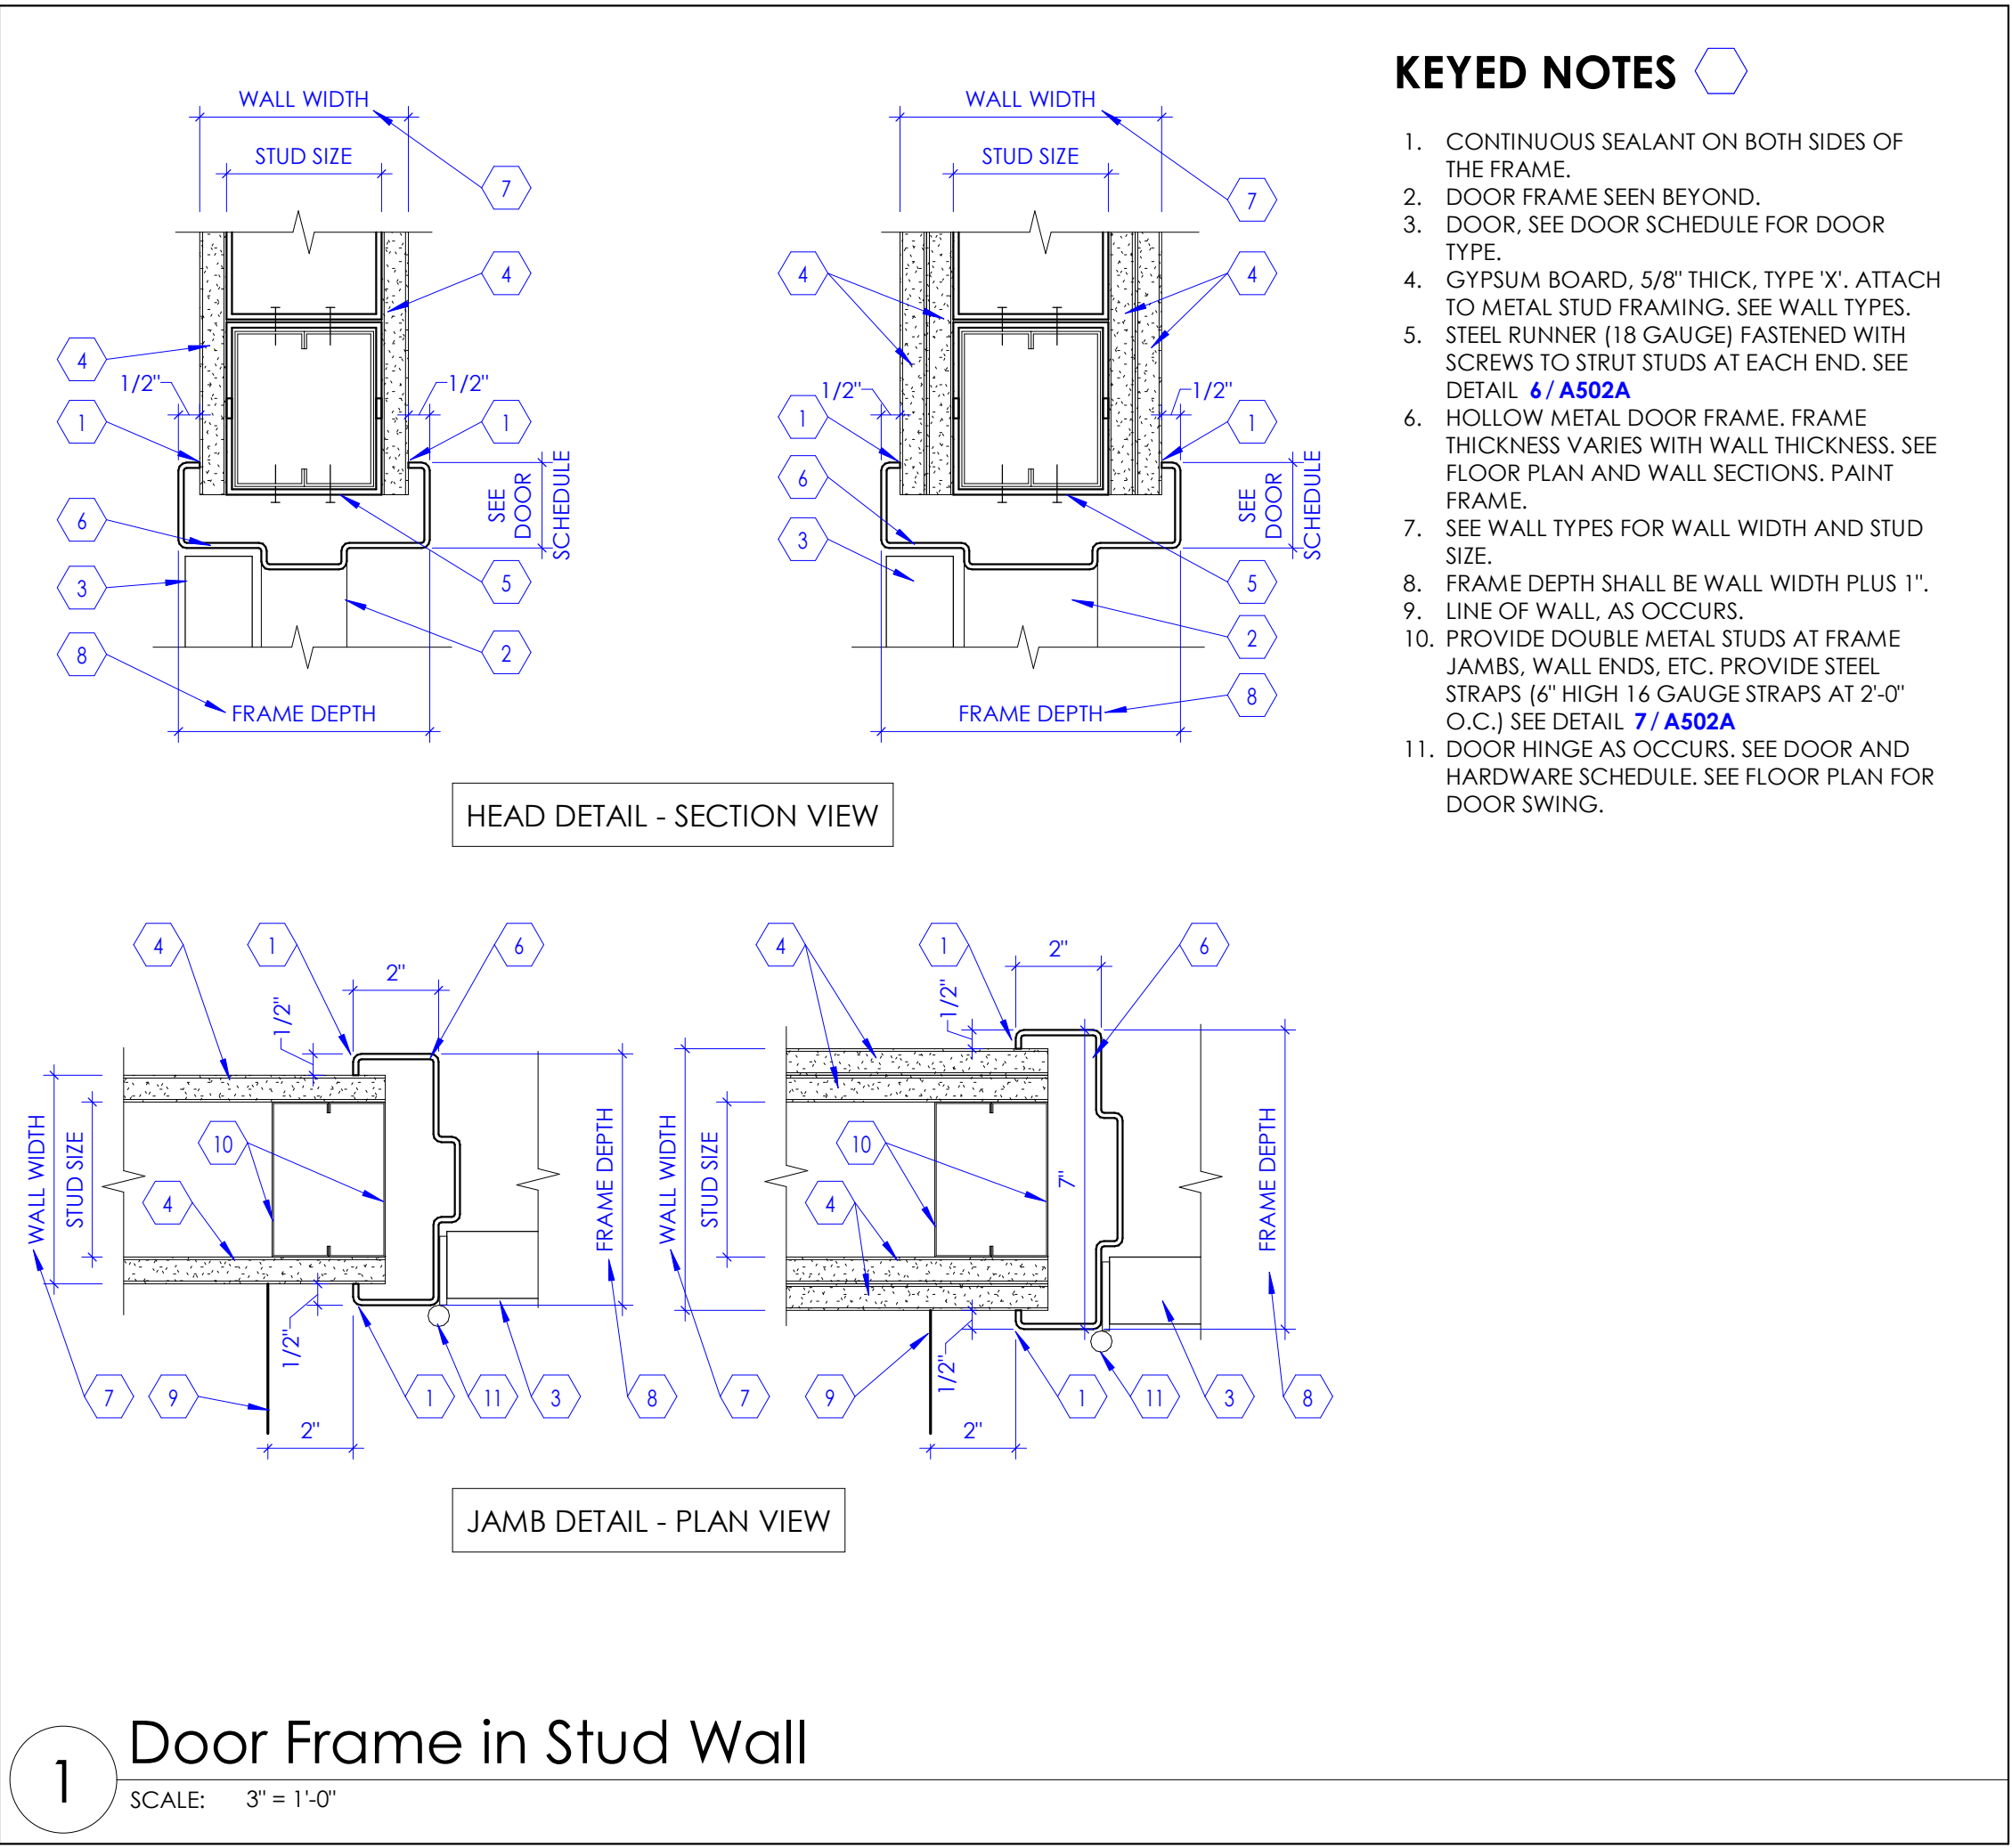 KEYED NOTES
1. CONTINUOUS SEALANT ON BOTH SIDES OF
THE FRAME.
2. DOOR FRAME SEEN BEYOND.
3. DOOR, SEE DOOR SCHEDULE FOR DOOR
TYPE.
4. GYPSUM BOARD, 5/8" THICK, TYPE 'X'. ATTACH
TO METAL STUD FRAMING. SEE WALL TYPES.
5. STEEL RUNNER (18 GAUGE) FASTENED WITH
SCREWS TO STRUT STUDS AT EACH END. SEE
DETAIL 6 / A502A
6. HOLLOW METAL DOOR FRAME. FRAME
THICKNESS VARIES WITH WALL THICKNESS. SEE
FLOOR PLAN AND WALL SECTIONS. PAINT
FRAME.
7. SEE WALL TYPES FOR WALL WIDTH AND STUD
SIZE.
8. FRAME DEPTH SHALL BE WALL WIDTH PLUS 1".
9. LINE OF WALL, AS OCCURS.
10. PROVIDE DOUBLE METAL STUDS AT FRAME
JAMBS, WALL ENDS, ETC. PROVIDE STEEL
STRAPS (6" HIGH 16 GAUGE STRAPS AT 2'-0"
O.C.) SEE DETAIL 7 / A502A
11. DOOR HINGE AS OCCURS. SEE DOOR AND
HARDWARE SCHEDULE. SEE FLOOR PLAN FOR
DOOR SWING.
WALL WIDTH
STUD SIZE
7
4
4
1/2"
1/2"
1
1
SEE
DOOR
SCHEDULE
6
3
5
8
2
FRAME DEPTH
WALL WIDTH
STUD SIZE
7
4
4
1/2"
1/2"
1
1
SEE
DOOR
SCHEDULE
6
3
5
2
8
FRAME DEPTH
HEAD DETAIL - SECTION VIEW
4
1
6
2"
1/2"
WALL WIDTH
STUD SIZE
10
4
FRAME DEPTH
1/2"
7
9
1
11
3
8
2"
4
1
6
2"
1/2"
WALL WIDTH
STUD SIZE
10
4
7"
FRAME DEPTH
1/2"
7
9
1
11
3
8
2"
JAMB DETAIL - PLAN VIEW
1
Door Frame in Stud Wall
SCALE: 3" = 1'-0"